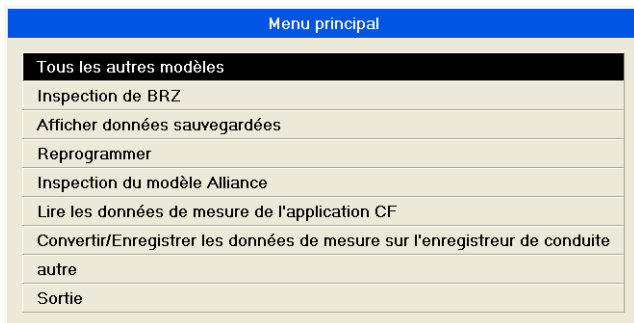 Menu principal
Tous les autres modèles
Inspection de BRZ
Afficher données sauvegardées
Reprogrammer
Inspection du modèle Alliance
Lire les données de mesure de l'application CF
Convertir/Enregistrer les données de mesure sur l'enregistreur de conduite
autre
Sortie